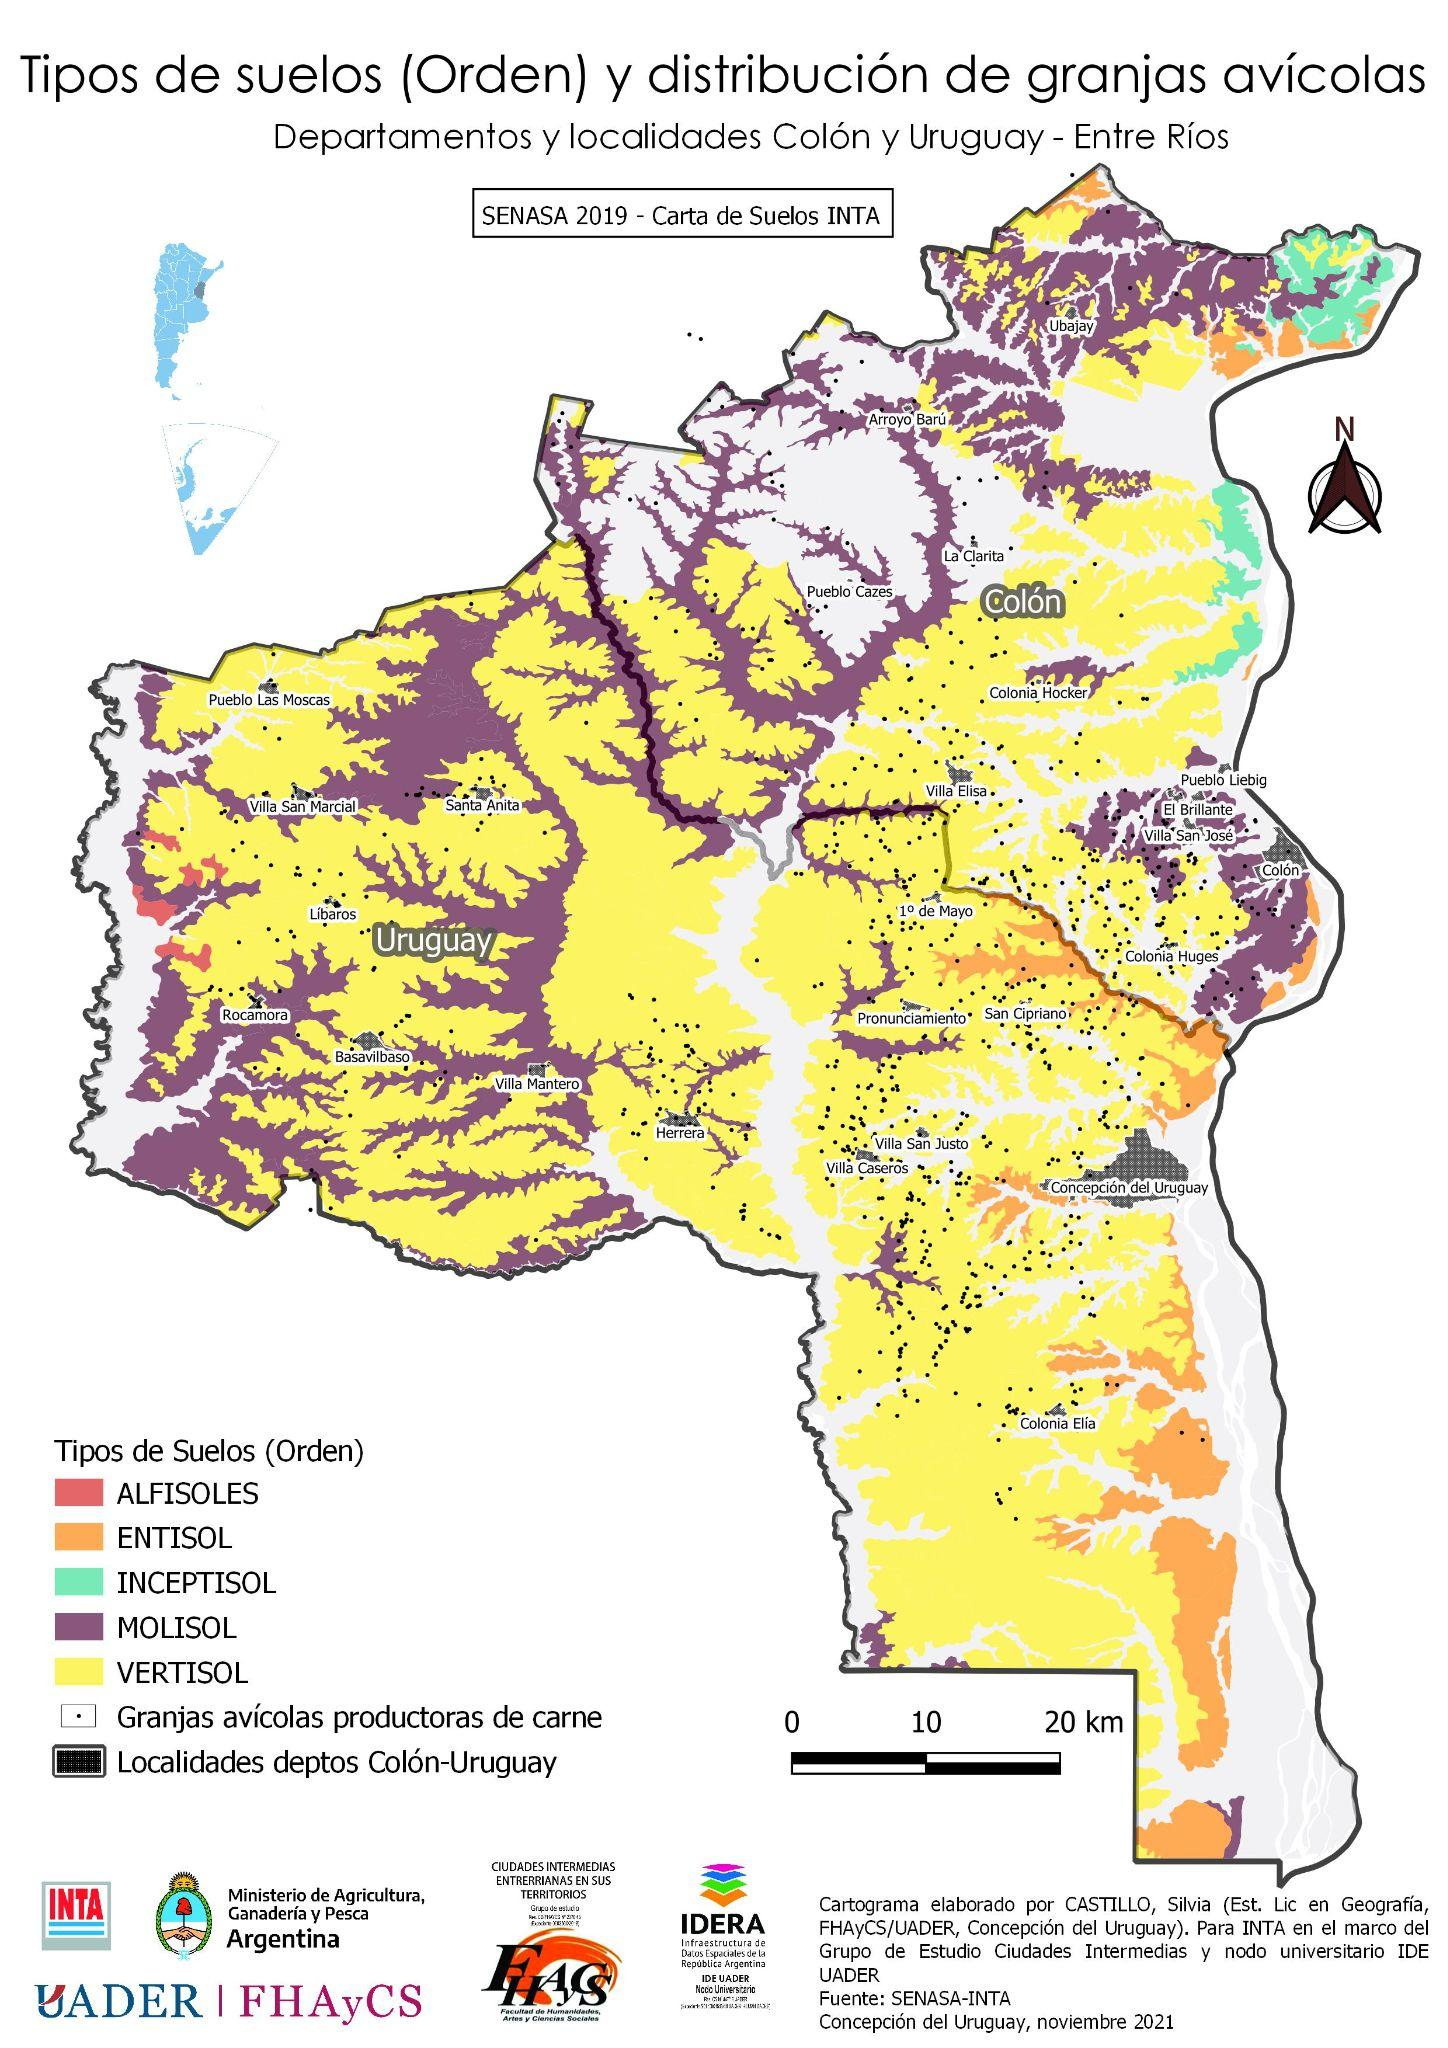 Tipos de suelos (Orden) y distribución de granjas avícolas
Departamentos y localidades Colón y Uruguay - Entre Ríos
SENASA 2019 - Carta de Suelos INTA
Ubajay
Arroyo Barú
N
La Clarita
Pueblo Cazes
Colón
Pueblo Las Moscas
Colonia Hocker
Pueblo Liebig
Villa Elisa
El Brillante
Villa San Marcial
Santa Anita
Villa San José
Colón
Líbaros
1º de Mayo
Uruguay
Colonia Huges
Rocamora
Pronunciamiento
San Cipriano
Basavilbaso
Villa Mantero
Herrera
Villa San Justo
Villa Caseros
Concepción del Uruguay
Colonia Elía
Tipos de Suelos (Orden)
ALFISOLES
ENTISOL
INCEPTISOL
MOLISOL
VERTISOL
Granjas avícolas productoras de carne
Localidades deptos Colón-Uruguay
0 10 20 km
INTA
Ministerio de Agricultura,
Ganadería y Pesca
Argentina
UADER | FHAyCS
CIUDADES INTERMEDIAS
ENTRERRIANAS EN SUS
TERRITORIOS
Grupo de estudio
FHAyCS
Facultad de Humanidades,
Artes y Ciencias Sociales
IDERA
Infraestructura de
Datos Espaciales de la
República Argentina
IDE UADER
Nodo Universitario
Cartograma elaborado por CASTILLO, Silvia (Est. Lic en Geografía,
FHAyCS/UADER, Concepción del Uruguay). Para INTA en el marco del
Grupo de Estudio Ciudades Intermedias y nodo universitario IDE
UADER
Fuente: SENASA-INTA
Concepción del Uruguay, noviembre 2021